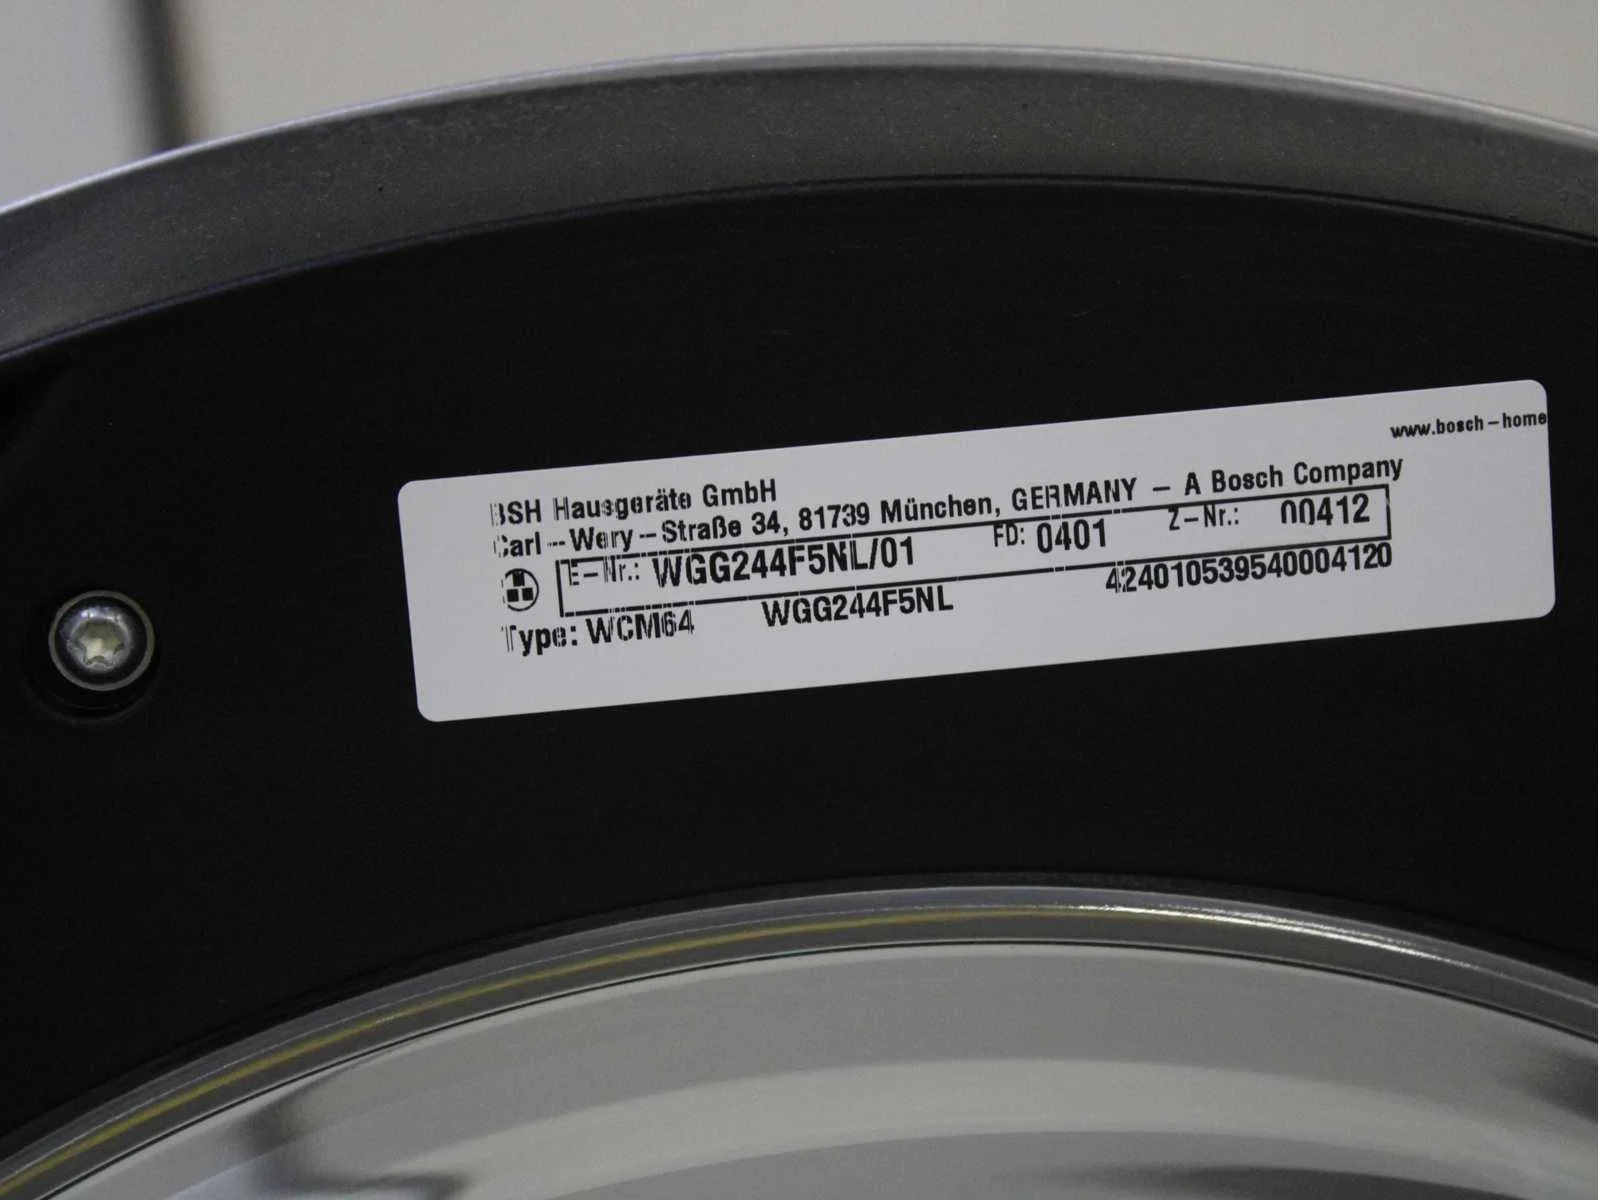 www.bosch-home
BSH Hausgeräte GmbH
Carl-Wery-Straße 34, 81739 München, GERMANY - A Bosch Company
E-Nr.: WGG244F5NL/01 FD: 0401 Z-Nr.: 00412
Type: WCM64 WGG244F5NL 424010539540004120